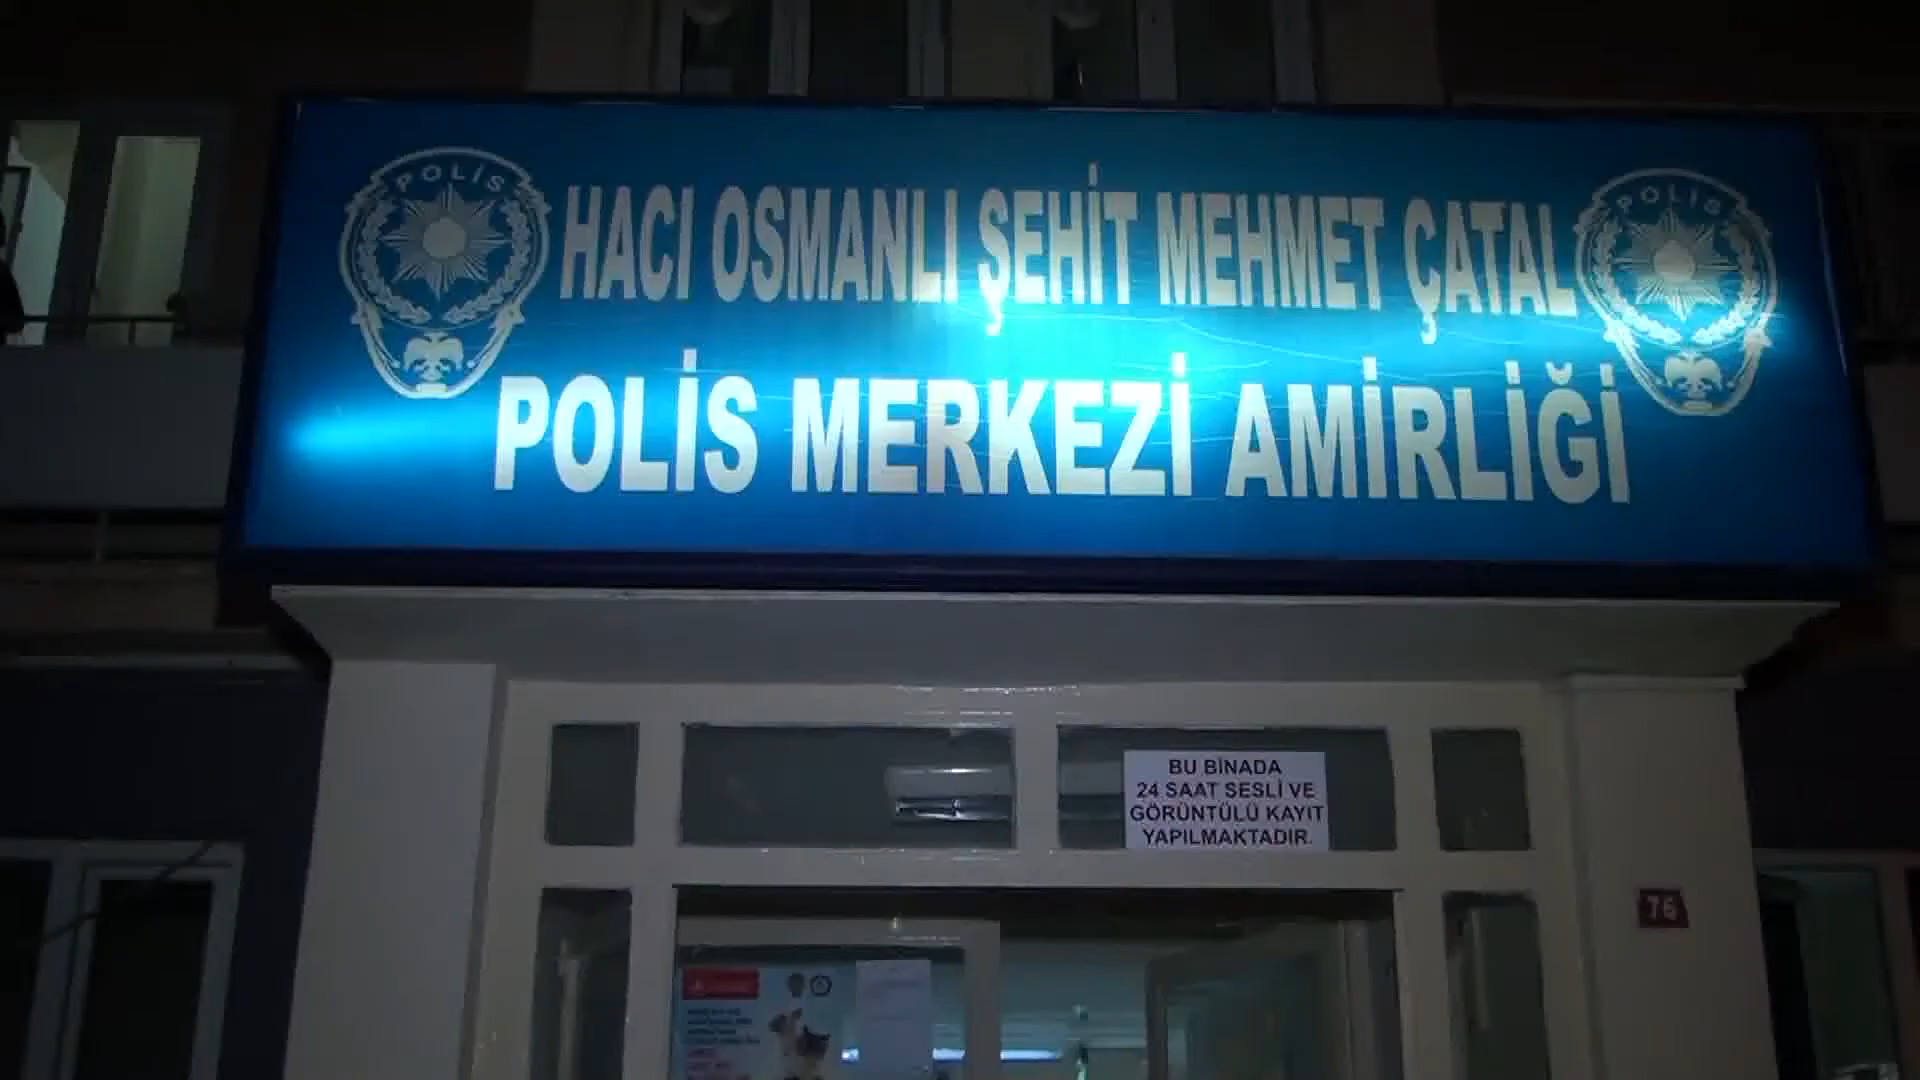 POLİS
HACI OSMANLI ŞEHİT MEHMET ÇATAL
POLİS
POLİS MERKEZİ AMİRLİĞİ
BU BİNADA
24 SAAT SESLİ VE
GÖRÜNTÜLÜ KAYIT
YAPILMAKTADIR.
76